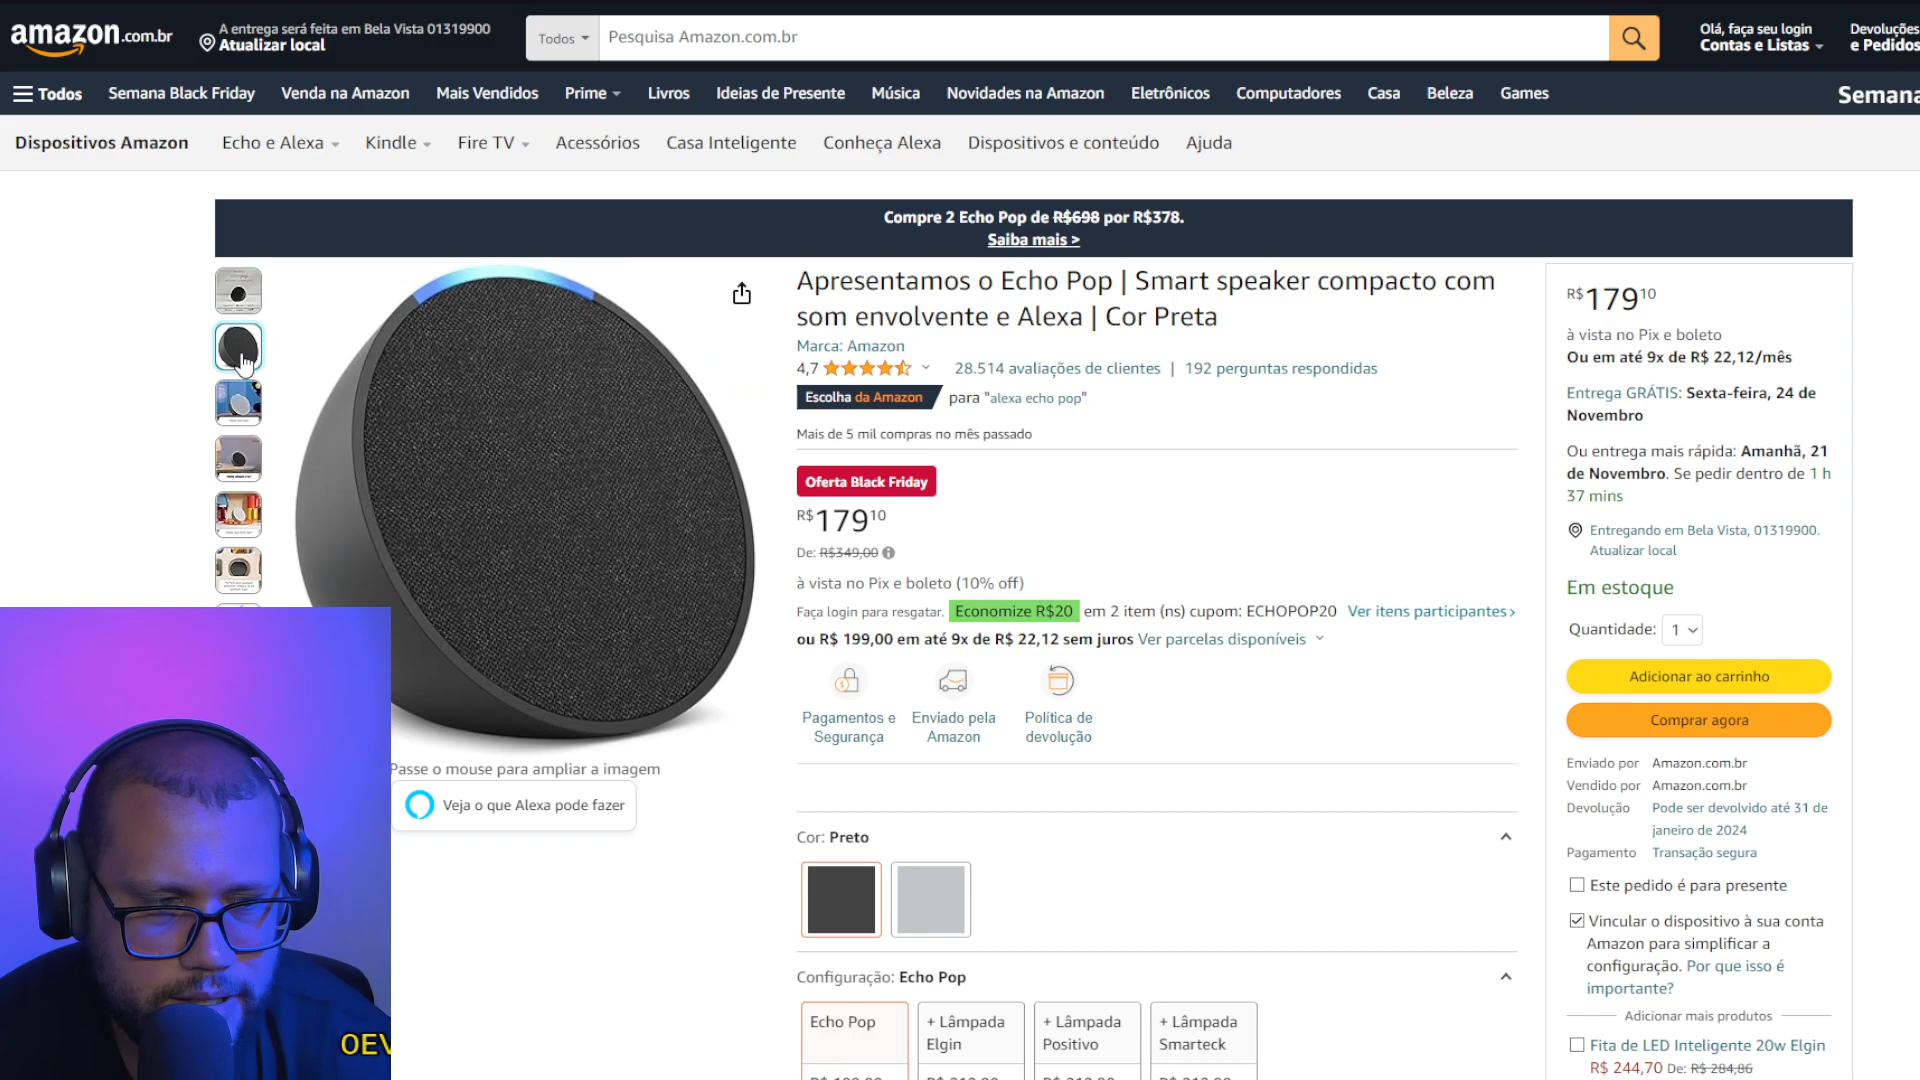 amazon.com.br
A entrega será feita em Bela Vista 01319900
Atualizar local
Todos
Pesquisa Amazon.com.br
Olá, faça seu login
Contas e Listas
Devoluções
e Pedidos
Todos
Semana Black Friday
Venda na Amazon
Mais Vendidos
Prime
Livros
Ideias de Presente
Música
Novidades na Amazon
Eletrônicos
Computadores
Casa
Beleza
Games
Semana
Dispositivos Amazon
Echo e Alexa
Kindle
Fire TV
Acessórios
Casa Inteligente
Conheça Alexa
Dispositivos e conteúdo
Ajuda
Compre 2 Echo Pop de R$698 por R$378.
Saiba mais >
Apresentamos o Echo Pop | Smart speaker compacto com
som envolvente e Alexa | Cor Preta
Marca: Amazon
4,7
28.514 avaliações de clientes | 192 perguntas respondidas
Escolha da Amazon para "alexa echo pop"
Mais de 5 mil compras no mês passado
Oferta Black Friday
R$17910
De: R$349,00
à vista no Pix e boleto (10% off)
Faça login para resgatar. Economize R$20 em 2 item (ns) cupom: ECHOPOP20 Ver itens participantes ›
ou R$ 199,00 em até 9x de R$ 22,12 sem juros Ver parcelas disponíveis
Pagamentos e
Segurança
Enviado pela
Amazon
Política de
devolução
Passe o mouse para ampliar a imagem
Veja o que Alexa pode fazer
Cor: Preto
Configuração: Echo Pop
Echo Pop
+ Lâmpada
Elgin
+ Lâmpada
Positivo
+ Lâmpada
Smarteck
R$17910
à vista no Pix e boleto
Ou em até 9x de R$ 22,12/mês
Entrega GRÁTIS: Sexta-feira, 24 de
Novembro
Ou entrega mais rápida: Amanhã, 21
de Novembro. Se pedir dentro de 1 h
37 mins
Entregando em Bela Vista, 01319900.
Atualizar local
Em estoque
Quantidade: 1
Adicionar ao carrinho
Comprar agora
Enviado por Amazon.com.br
Vendido por Amazon.com.br
Devolução Pode ser devolvido até 31 de
janeiro de 2024
Pagamento Transação segura
Este pedido é para presente
Vincular o dispositivo à sua conta
Amazon para simplificar a
configuração. Por que isso é
importante?
Adicionar mais produtos
Fita de LED Inteligente 20w Elgin
R$ 244,70 De: R$ 284,86
OEV